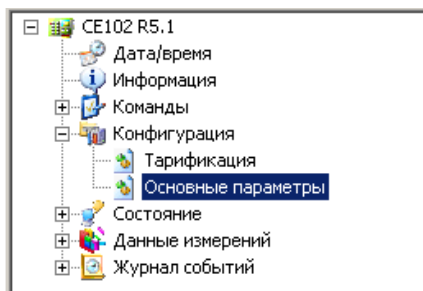 CE102 R5.1
Дата/время
Информация
Команды
Конфигурация
Тарификация
Основные параметры
Состояние
Данные измерений
Журнал событий